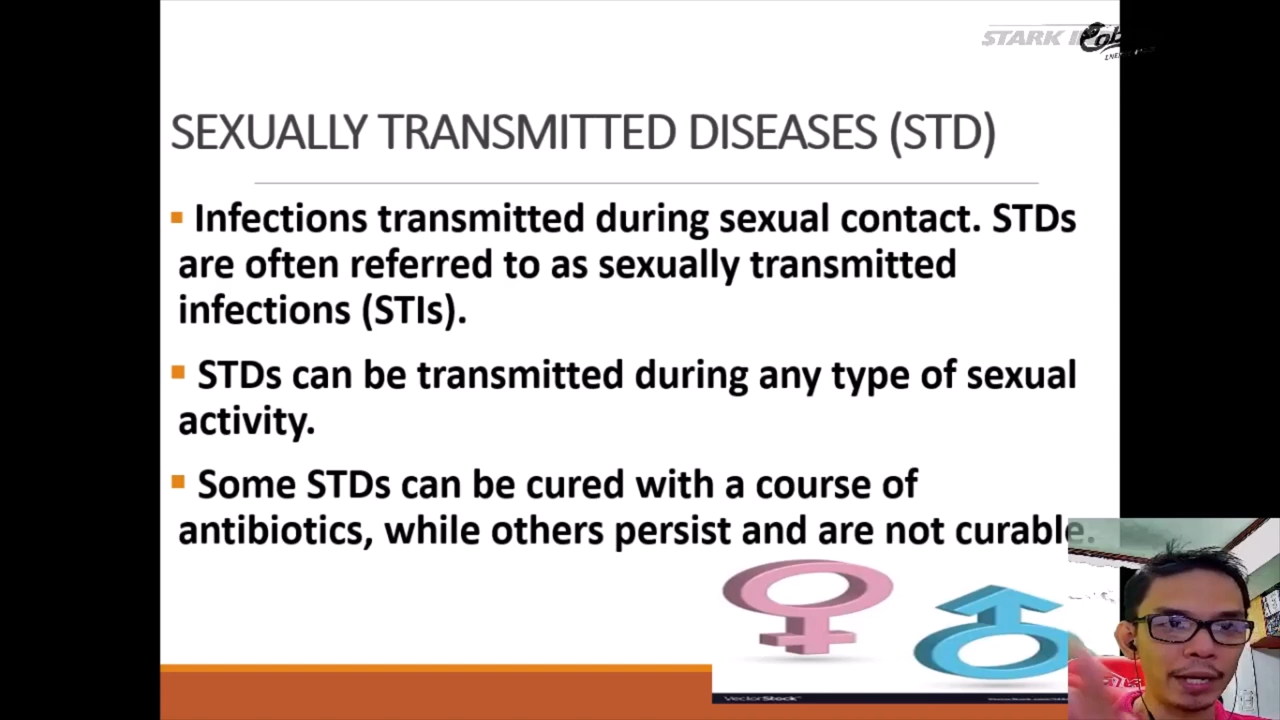 STARK I
SEXUALLY TRANSMITTED DISEASES (STD)
▪ Infections transmitted during sexual contact. STDs
are often referred to as sexually transmitted
infections (STIs).
▪ STDs can be transmitted during any type of sexual
activity.
▪ Some STDs can be cured with a course of
antibiotics, while others persist and are not curable.
VectorStock